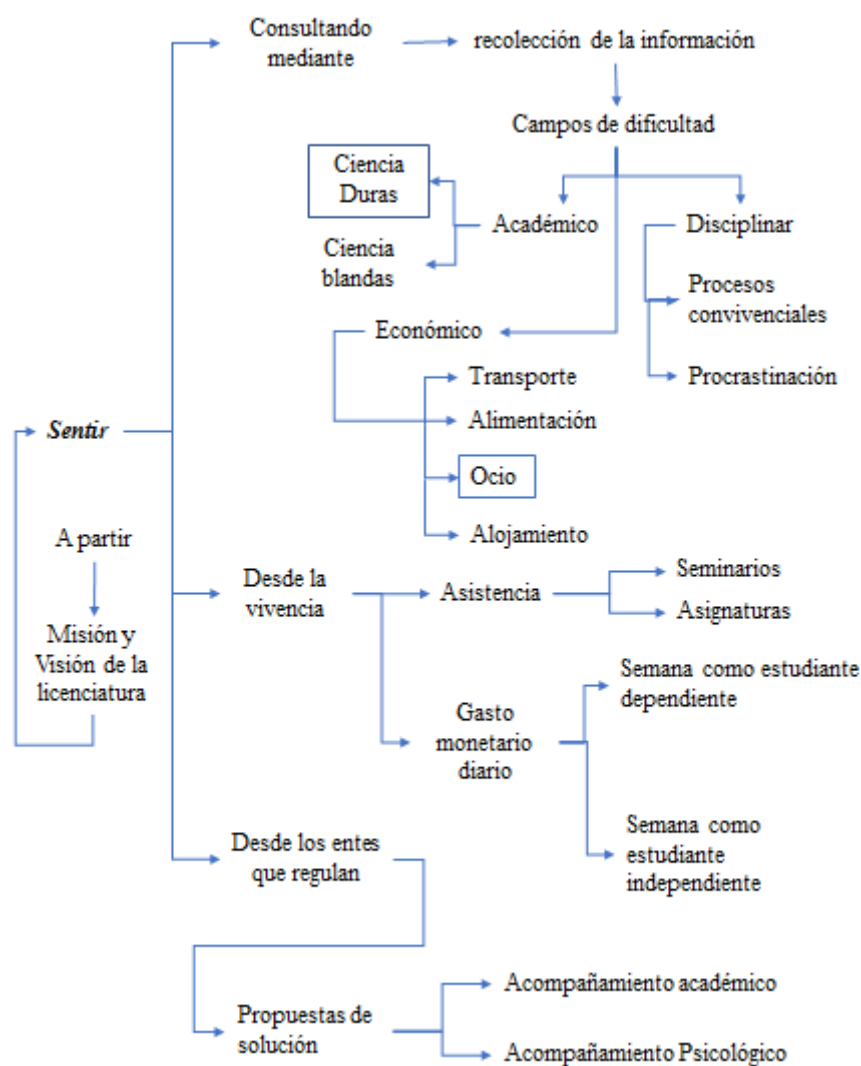 Consultando
mediante
recolección de la información
Campos de dificultad
Ciencia
Duras
Académico
Disciplinar
Ciencia
blandas
Procesos
convivenciales
Económico
Transporte
Procrastinación
Alimentación
Sentir
Ocio
A partir
Alojamiento
Desde la
vivencia
Asistencia
Seminarios
Asignaturas
Misión y
Visión de la
licenciatura
Gasto
monetario
diario
Semana como estudiante
dependiente
Semana como
estudiante
independiente
Desde los entes
que regulan
Propuestas de
solución
Acompañamiento académico
Acompañamiento Psicológico